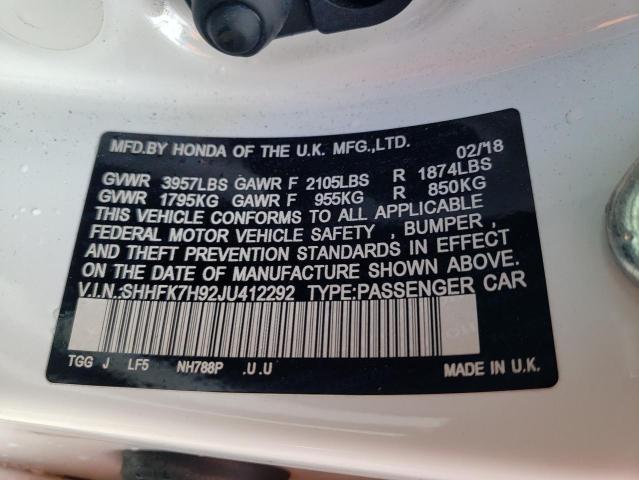 MFD.BY HONDA OF THE U.K. MFG.,LTD. 02/18
GVWR 3957LBS GAWR F 2105LBS R 1874LBS
GVWR 1795KG GAWR F 955KG R 850KG
THIS VEHICLE CONFORMS TO ALL APPLICABLE
FEDERAL MOTOR VEHICLE SAFETY , BUMPER ,
AND THEFT PREVENTION STANDARDS IN EFFECT
ON THE DATE OF MANUFACTURE SHOWN ABOVE.
V.I.N.:SHHFK7H92JU412292 TYPE:PASSENGER CAR
TGG J LF5 NH788P .U.U MADE IN U.K.